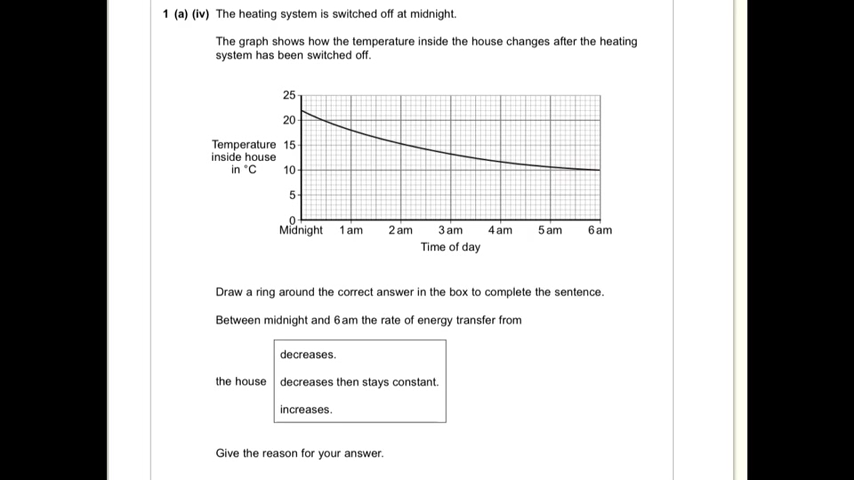 1 (a) (iv) The heating system is switched off at midnight.
The graph shows how the temperature inside the house changes after the heating
system has been switched off.
25
20
Temperature 15
inside house
in °C 10
5
0
Midnight 1 am 2 am 3 am 4 am 5 am 6 am
Time of day
Draw a ring around the correct answer in the box to complete the sentence.
Between midnight and 6 am the rate of energy transfer from
decreases.
the house decreases then stays constant.
increases.
Give the reason for your answer.